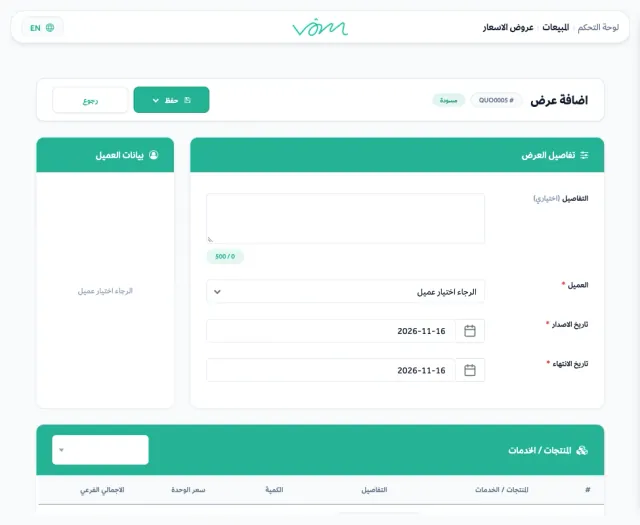 لوحة التحكم المبيعات عروض الاسعار
EN
اضافة عرض
# QUO0005
مسودة
حفظ
رجوع
تفاصيل العرض
التفاصيل (اختياري)
0 / 500
العميل *
الرجاء اختيار عميل
تاريخ الاصدار *
2026-11-16
تاريخ الانتهاء *
2026-11-16
بيانات العميل
الرجاء اختيار عميل
المنتجات / الخدمات
# المنتجات / الخدمات التفاصيل الكمية سعر الوحدة الاجمالي الفرعي